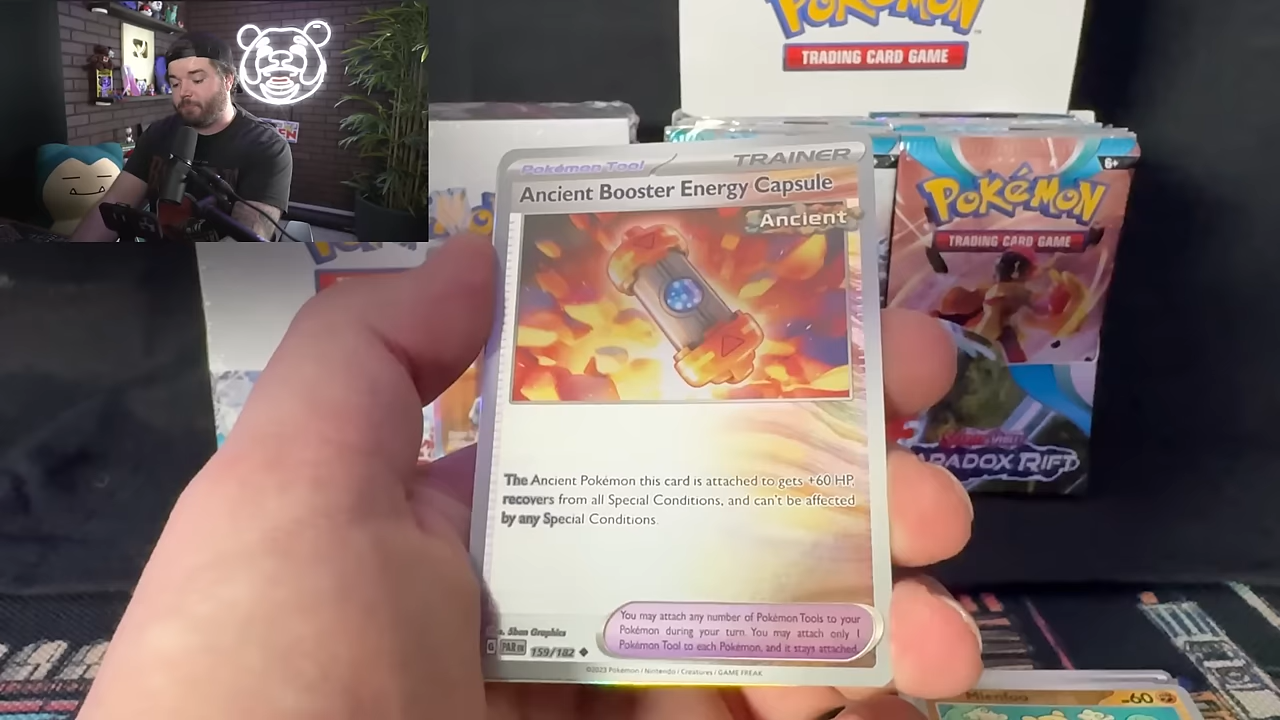 POKÉMON
TRADING CARD GAME
Pokémon Tool
TRAINER
Ancient Booster Energy Capsule
Ancient
The Ancient Pokémon this card is attached to gets +60 HP,
recovers from all Special Conditions, and can't be affected
by any Special Conditions.
You may attach any number of Pokémon Tools to your
Pokémon during your turn. You may attach only 1
Pokémon Tool to each Pokémon, and it stays attached.
Sban Graphics
G PAR EN 159/182
©2023 Pokémon / Nintendo / Creatures / GAME FREAK
6+
POKÉMON
TRADING CARD GAME
PARADOX RIFT
Mienfoo
60